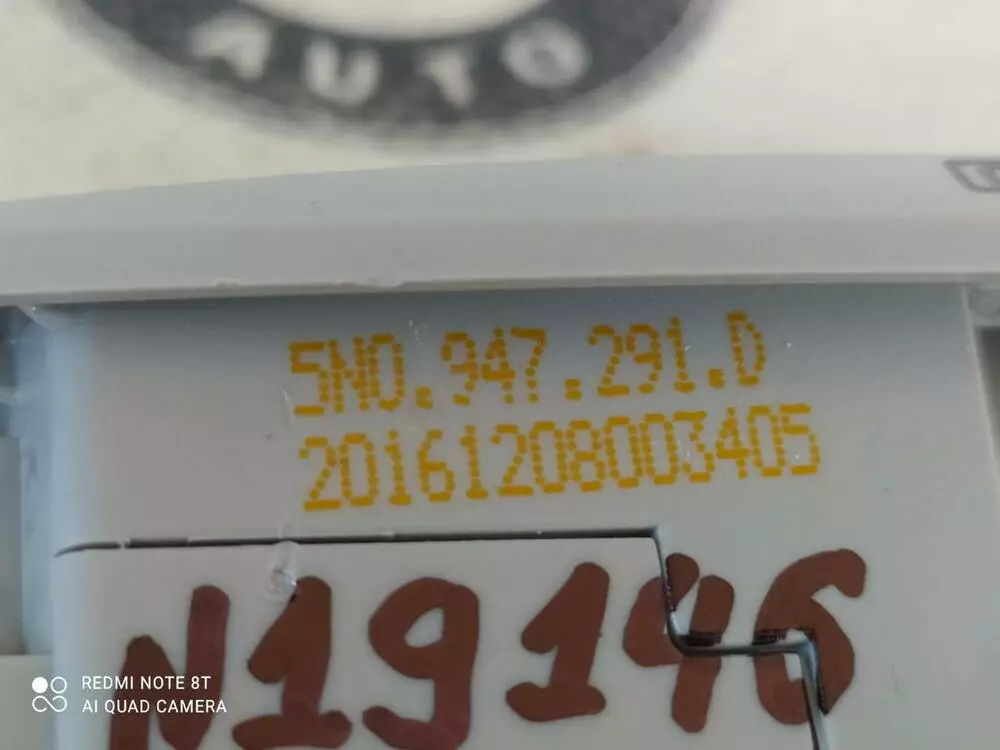 AUTO
5N0.947.291.D
20161208003405
N19146
REDMI NOTE 8T
AI QUAD CAMERA